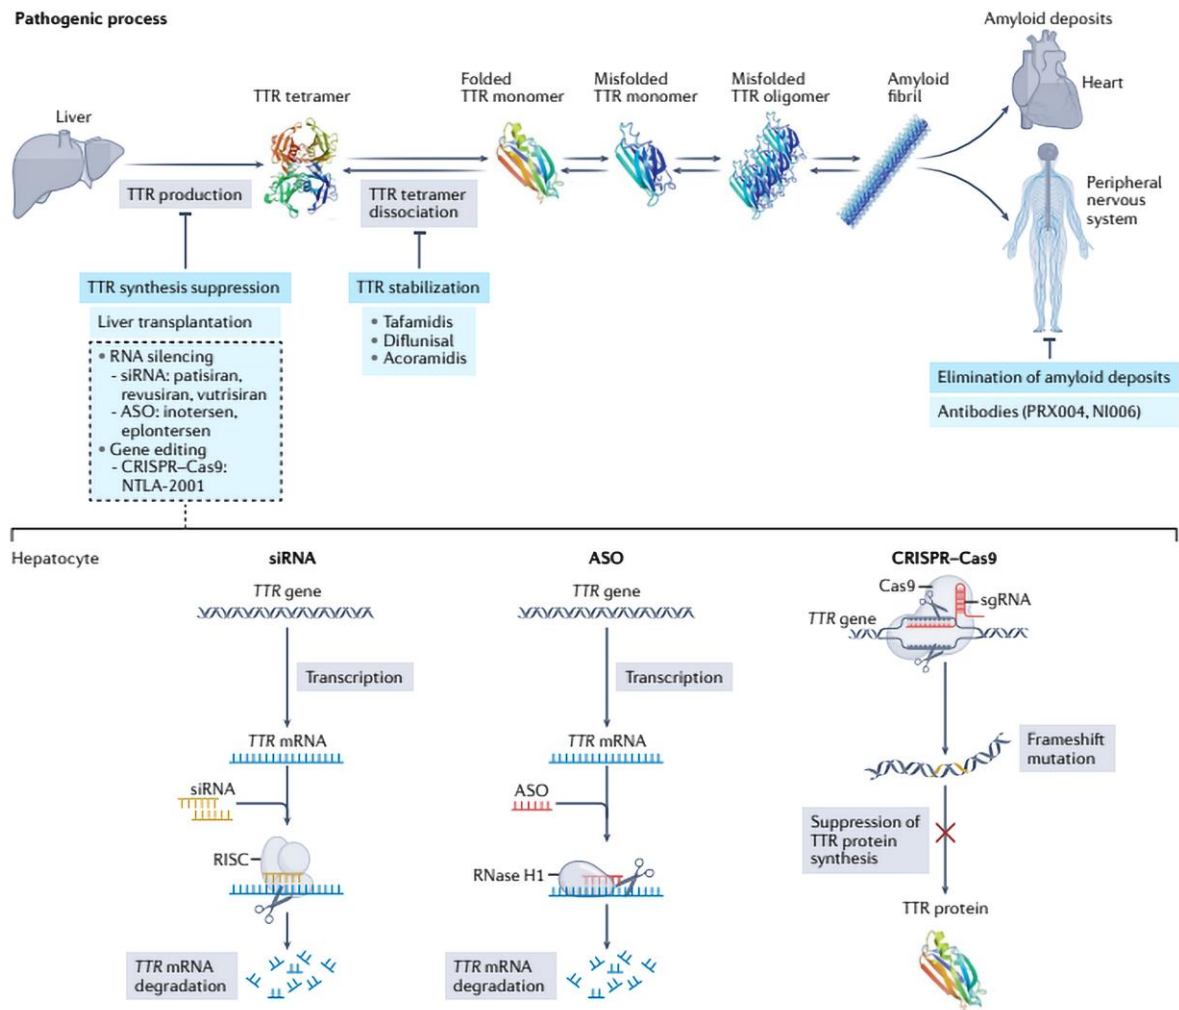 Pathogenic process
Amyloid deposits
Heart
Liver
TTR tetramer
Folded
TTR monomer
Misfolded
TTR monomer
Misfolded
TTR oligomer
Amyloid
fibril
TTR production
TTR tetramer
dissociation
Peripheral
nervous
system
TTR synthesis suppression
Liver transplantation
• RNA silencing
- siRNA: patisiran,
revusiran, vutrisiran
- ASO: inotersen,
eplontersen
• Gene editing
- CRISPR–Cas9:
NTLA-2001
TTR stabilization
• Tafamidis
• Diflunisal
• Acoramidis
Elimination of amyloid deposits
Antibodies (PRX004, NI006)
Hepatocyte
siRNA
TTR gene
Transcription
TTR mRNA
siRNA
RISC
TTR mRNA
degradation
ASO
TTR gene
Transcription
TTR mRNA
ASO
RNase H1
TTR mRNA
degradation
CRISPR–Cas9
Cas9
sgRNA
TTR gene
Frameshift
mutation
Suppression of
TTR protein
synthesis
TTR protein